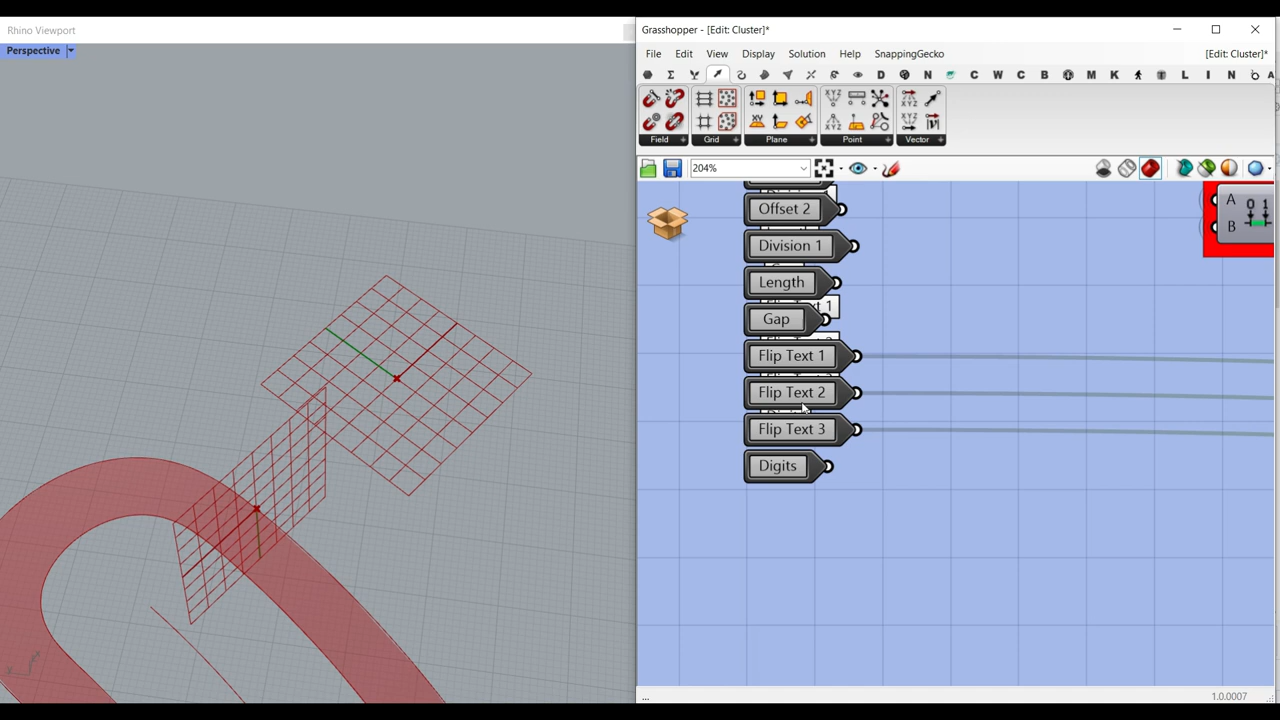 Rhino Viewport
Perspective
Grasshopper - [Edit: Cluster]*
File Edit View Display Solution Help SnappingGecko [Edit: Cluster]*
D N C W C B M K L I N A
Field Grid Plane Point Vector
204%
Offset 2
Division 1
Length
Gap
Flip Text 1
Flip Text 2
Flip Text 3
Digits
A
B
0 1
...
1.0.0007